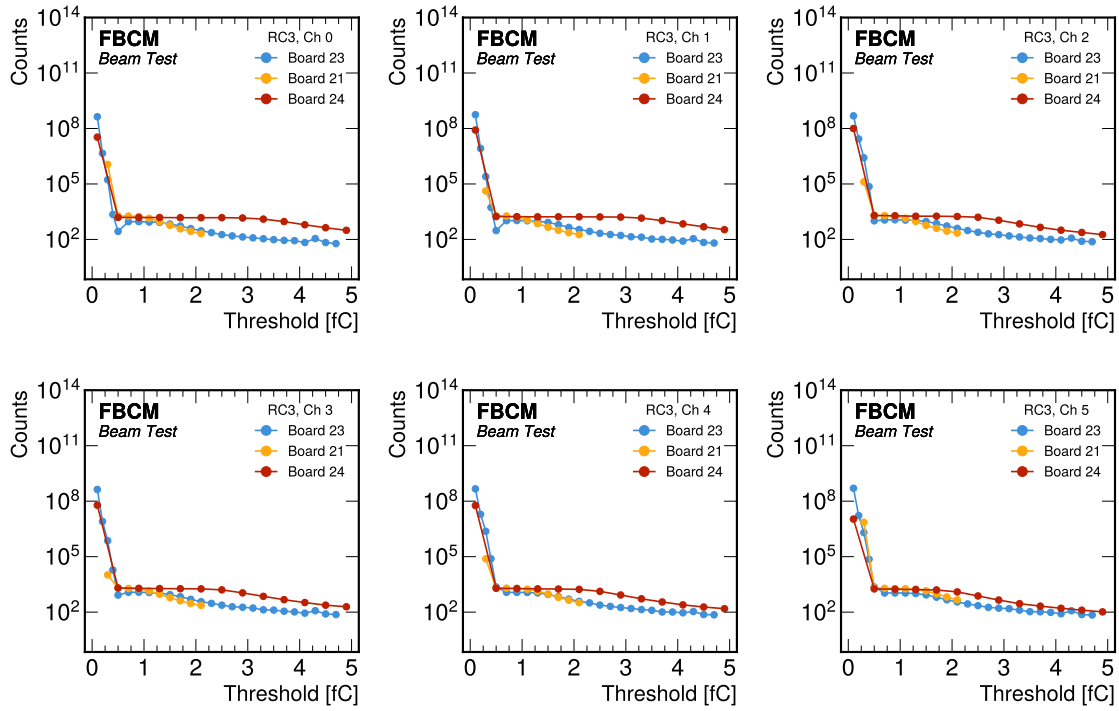 FBCM
Beam Test
RC3, Ch 0
Board 23
Board 21
Board 24
Counts
10^14
10^11
10^8
10^5
10^2
0 1 2 3 4 5
Threshold [fC]
FBCM
Beam Test
RC3, Ch 1
Board 23
Board 21
Board 24
Counts
10^14
10^11
10^8
10^5
10^2
0 1 2 3 4 5
Threshold [fC]
FBCM
Beam Test
RC3, Ch 2
Board 23
Board 21
Board 24
Counts
10^14
10^11
10^8
10^5
10^2
0 1 2 3 4 5
Threshold [fC]
FBCM
Beam Test
RC3, Ch 3
Board 23
Board 21
Board 24
Counts
10^14
10^11
10^8
10^5
10^2
0 1 2 3 4 5
Threshold [fC]
FBCM
Beam Test
RC3, Ch 4
Board 23
Board 21
Board 24
Counts
10^14
10^11
10^8
10^5
10^2
0 1 2 3 4 5
Threshold [fC]
FBCM
Beam Test
RC3, Ch 5
Board 23
Board 21
Board 24
Counts
10^14
10^11
10^8
10^5
10^2
0 1 2 3 4 5
Threshold [fC]